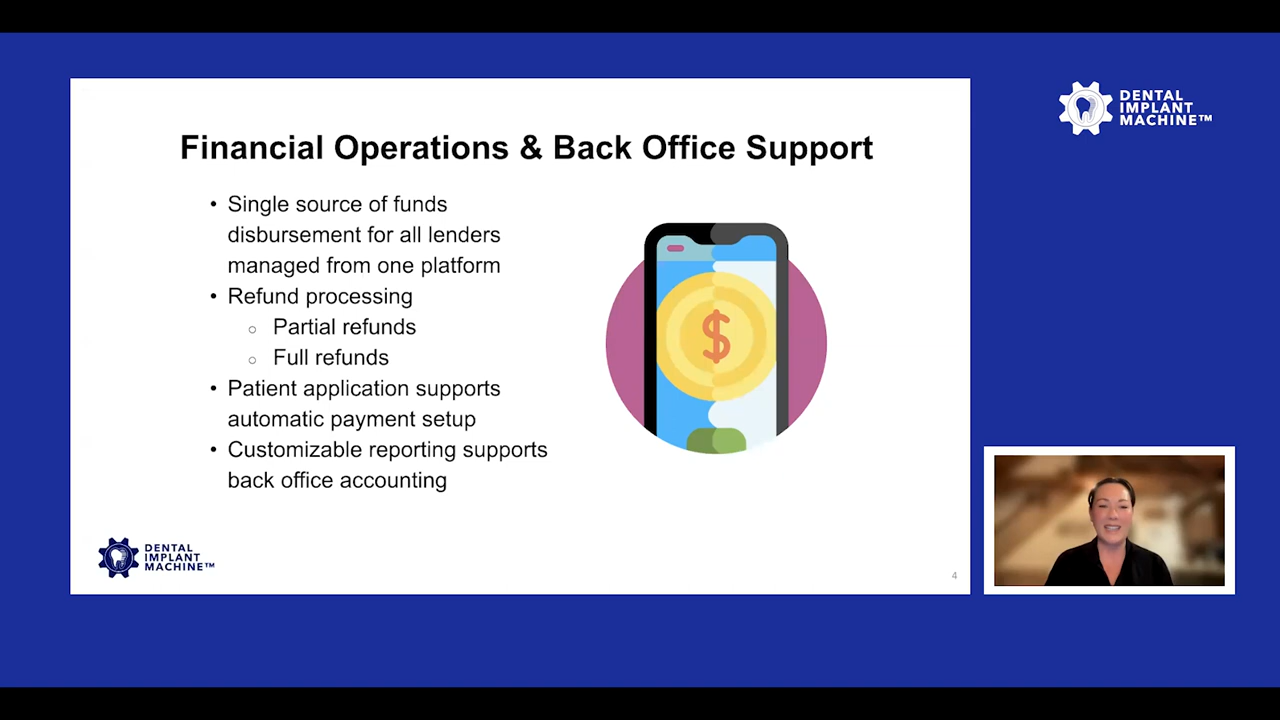 Financial Operations & Back Office Support
• Single source of funds
disbursement for all lenders
managed from one platform
• Refund processing
○ Partial refunds
○ Full refunds
• Patient application supports
automatic payment setup
• Customizable reporting supports
back office accounting
$
DENTAL
IMPLANT
MACHINE™
4
DENTAL
IMPLANT
MACHINE™